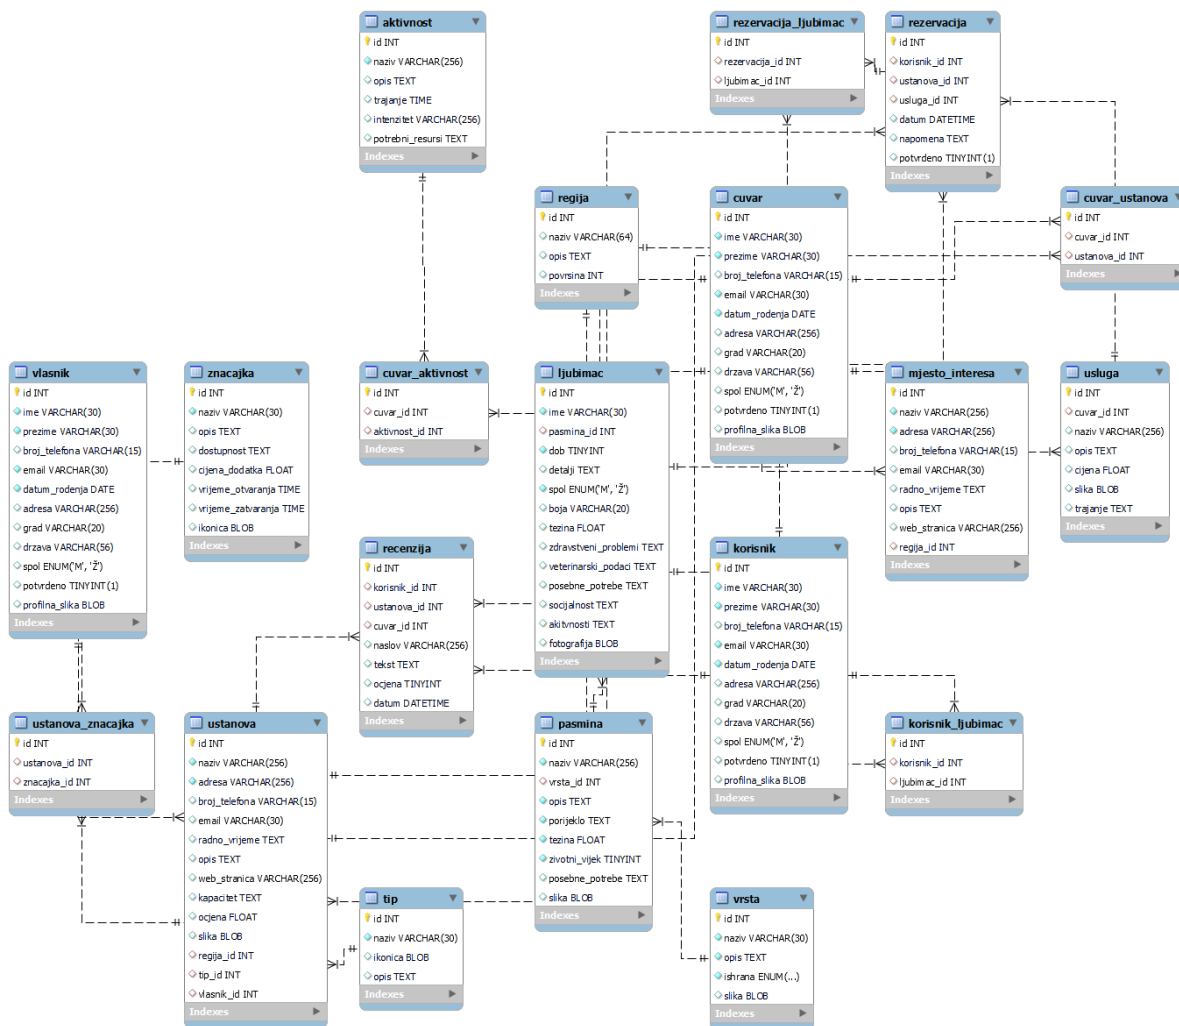 aktivnost
id INT
naziv VARCHAR(256)
opis TEXT
trajanje TIME
intenzitet VARCHAR(256)
potrebni_resursi TEXT
Indexes
rezervacija_ljubimac
id INT
rezervacija_id INT
ljubimac_id INT
Indexes
rezervacija
id INT
korisnik_id INT
ustanova_id INT
usluga_id INT
datum DATETIME
napomena TEXT
potvrdeno TINYINT(1)
Indexes
regija
id INT
naziv VARCHAR(64)
opis TEXT
povrsina INT
Indexes
cuvar
id INT
ime VARCHAR(30)
prezime VARCHAR(30)
broj_telefona VARCHAR(15)
email VARCHAR(30)
datum_rodenja DATE
adresa VARCHAR(256)
grad VARCHAR(20)
drzava VARCHAR(56)
spol ENUM('M', 'Ž')
potvrdeno TINYINT(1)
profilna_slika BLOB
Indexes
cuvar_ustanova
id INT
cuvar_id INT
ustanova_id INT
Indexes
vlasnik
id INT
ime VARCHAR(30)
prezime VARCHAR(30)
broj_telefona VARCHAR(15)
email VARCHAR(30)
datum_rodenja DATE
adresa VARCHAR(256)
grad VARCHAR(20)
drzava VARCHAR(56)
spol ENUM('M', 'Ž')
potvrdeno TINYINT(1)
profilna_slika BLOB
Indexes
znacajka
id INT
naziv VARCHAR(30)
opis TEXT
dostupnost TEXT
cijena_dodatka FLOAT
vrijeme_otvaranja TIME
vrijeme_zatvaranja TIME
ikonica BLOB
Indexes
cuvar_aktivnost
id INT
cuvar_id INT
aktivnost_id INT
Indexes
ljubimac
id INT
ime VARCHAR(30)
pasmina_id INT
dob TINYINT
detalji TEXT
spol ENUM('M', 'Ž')
boja VARCHAR(20)
tezina FLOAT
zdravstveni_problemi TEXT
veterinarski_podaci TEXT
posebne_potrebe TEXT
socijalnost TEXT
akitvnosti TEXT
fotografija BLOB
Indexes
mjesto_interesa
id INT
naziv VARCHAR(256)
adresa VARCHAR(256)
broj_telefona VARCHAR(15)
email VARCHAR(30)
radno_vrijeme TEXT
opis TEXT
web_stranica VARCHAR(256)
regija_id INT
Indexes
usluga
id INT
cuvar_id INT
naziv VARCHAR(256)
opis TEXT
cijena FLOAT
slika BLOB
trajanje TEXT
Indexes
recenzija
id INT
korisnik_id INT
ustanova_id INT
cuvar_id INT
naslov VARCHAR(256)
tekst TEXT
ocjena TINYINT
datum DATETIME
Indexes
korisnik
id INT
ime VARCHAR(30)
prezime VARCHAR(30)
broj_telefona VARCHAR(15)
email VARCHAR(30)
datum_rodenja DATE
adresa VARCHAR(256)
grad VARCHAR(20)
drzava VARCHAR(56)
spol ENUM('M', 'Ž')
potvrdeno TINYINT(1)
profilna_slika BLOB
Indexes
ustanova_znacajka
id INT
ustanova_id INT
znacajka_id INT
Indexes
ustanova
id INT
naziv VARCHAR(256)
adresa VARCHAR(256)
broj_telefona VARCHAR(15)
email VARCHAR(30)
radno_vrijeme TEXT
opis TEXT
web_stranica VARCHAR(256)
kapacitet TEXT
ocjena FLOAT
slika BLOB
regija_id INT
tip_id INT
vlasnik_id INT
Indexes
pasmina
id INT
naziv VARCHAR(256)
vrsta_id INT
opis TEXT
porijeklo TEXT
tezina FLOAT
zivotni_vijek TINYINT
posebne_potrebe TEXT
slika BLOB
Indexes
korisnik_ljubimac
id INT
korisnik_id INT
ljubimac_id INT
Indexes
tip
id INT
naziv VARCHAR(30)
ikonica BLOB
opis TEXT
Indexes
vrsta
id INT
naziv VARCHAR(30)
opis TEXT
ishrana ENUM(...)
slika BLOB
Indexes